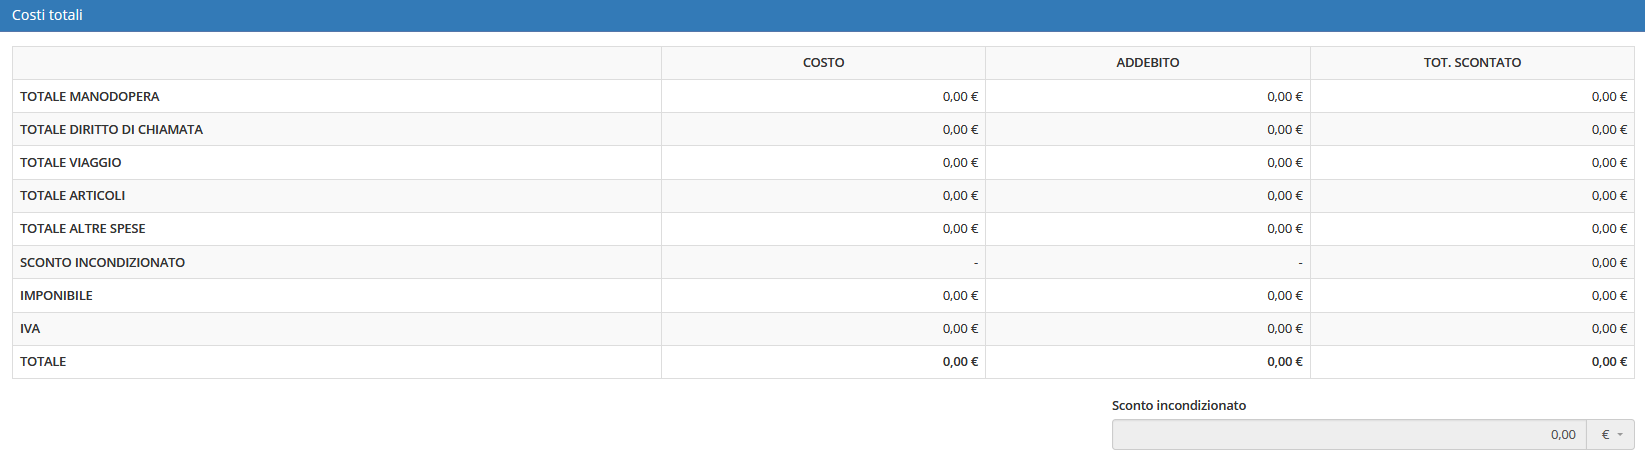 Costi totali
COSTO ADDEBITO TOT. SCONTATO
TOTALE MANODOPERA 0,00 € 0,00 € 0,00 €
TOTALE DIRITTO DI CHIAMATA 0,00 € 0,00 € 0,00 €
TOTALE VIAGGIO 0,00 € 0,00 € 0,00 €
TOTALE ARTICOLI 0,00 € 0,00 € 0,00 €
TOTALE ALTRE SPESE 0,00 € 0,00 € 0,00 €
SCONTO INCONDIZIONATO - - 0,00 €
IMPONIBILE 0,00 € 0,00 € 0,00 €
IVA 0,00 € 0,00 € 0,00 €
TOTALE 0,00 € 0,00 € 0,00 €
Sconto incondizionato
0,00 €